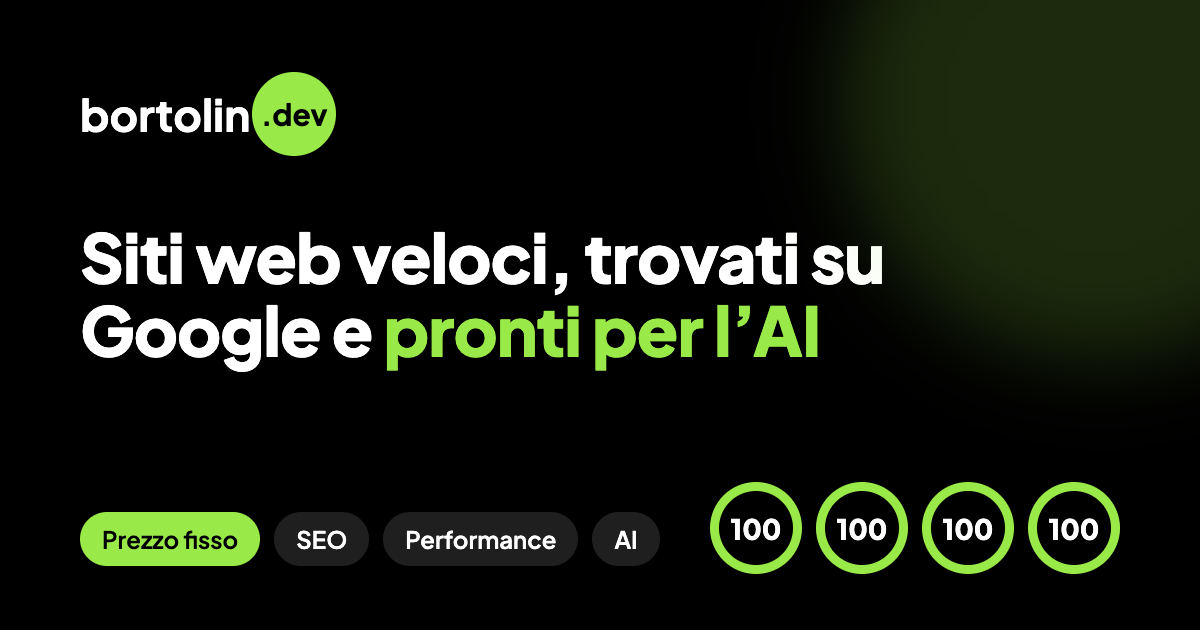 bortolin.dev
Siti web veloci, trovati su
Google e pronti per l’AI
Prezzo fisso SEO Performance AI 100 100 100 100